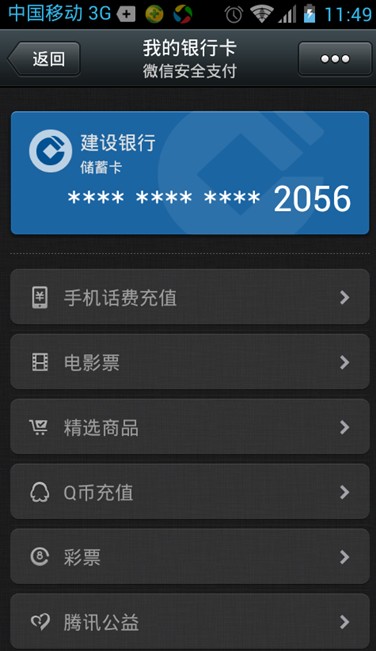 中国移动 3G 11:49
返回
我的银行卡
微信安全支付
建设银行
储蓄卡
**** **** **** 2056
手机话费充值
电影票
精选商品
Q币充值
彩票
腾讯公益